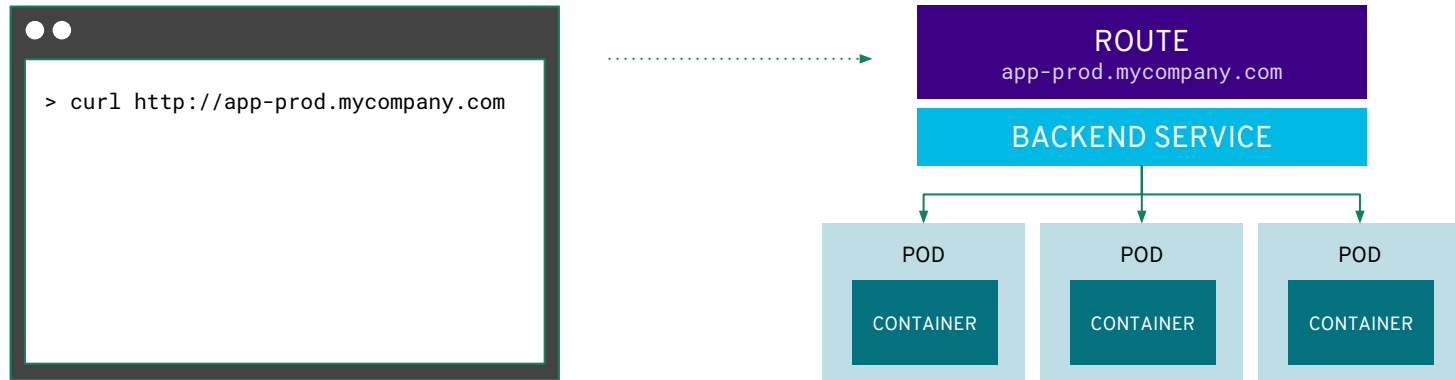 > curl http://app-prod.mycompany.com
ROUTE
app-prod.mycompany.com
BACKEND SERVICE
POD
CONTAINER
POD
CONTAINER
POD
CONTAINER